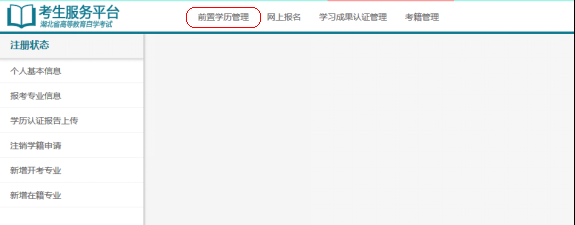 考生服务平台
湖北省高等教育自学考试
前置学历管理 网上报名 学习成果认证管理 考籍管理
注册状态
个人基本信息
报考专业信息
学历认证报告上传
注销学籍申请
新增开考专业
新增在籍专业